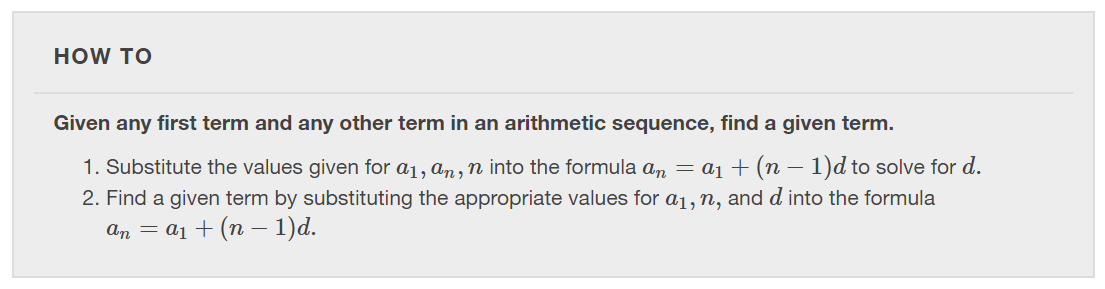 HOW TO
Given any first term and any other term in an arithmetic sequence, find a given term.
1. Substitute the values given for a₁, aₙ, n into the formula aₙ = a₁ + (n − 1)d to solve for d.
2. Find a given term by substituting the appropriate values for a₁, n, and d into the formula
aₙ = a₁ + (n − 1)d.